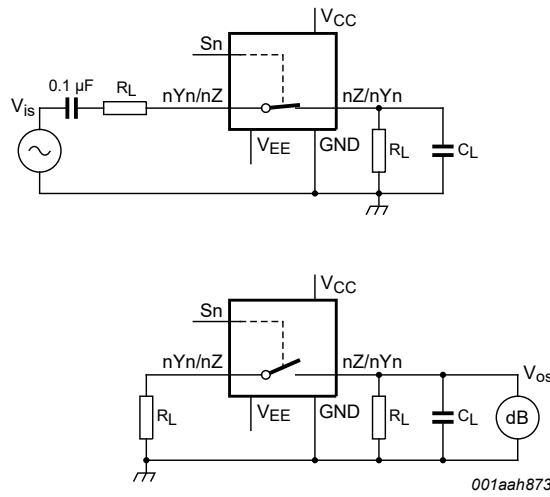 VCC
Sn
0.1 µF
RL
nYn/nZ
nZ/nYn
Vis
RL
CL
VEE
GND
VCC
Sn
nYn/nZ
nZ/nYn
Vos
RL
VEE
GND
RL
CL
dB
001aah873